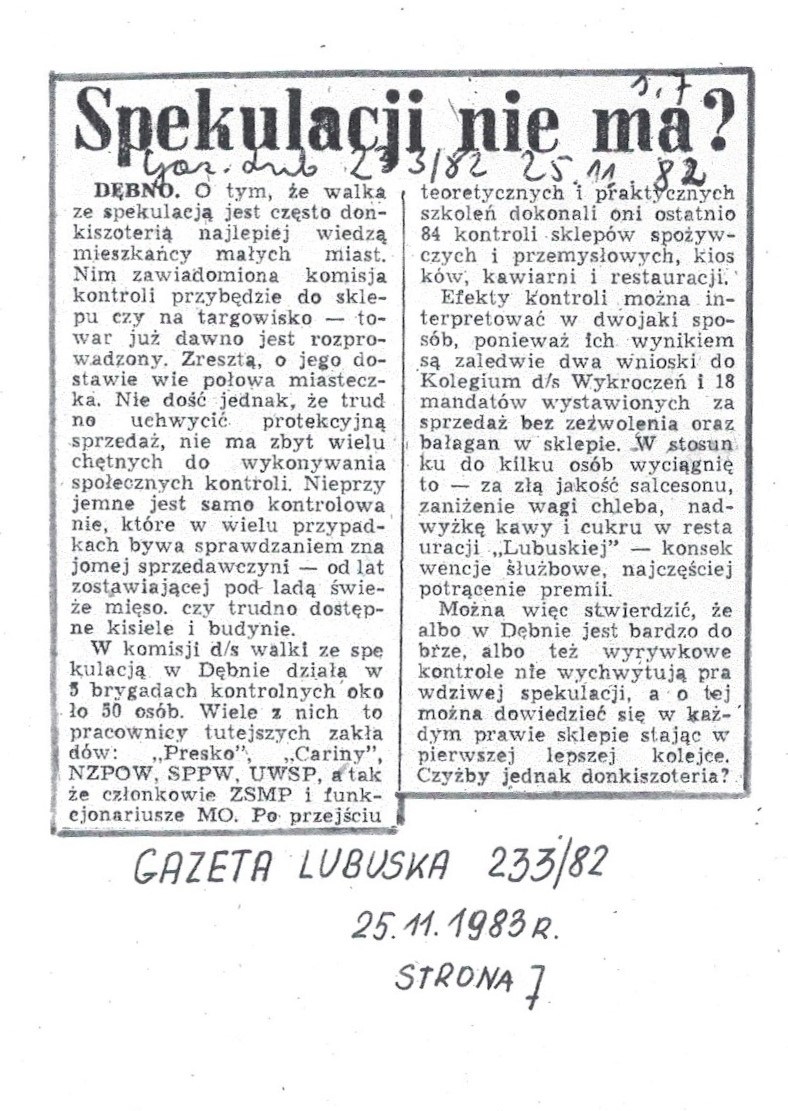 s. 7
Spekulacji nie ma?
Gaz. Lub 233/82 25.11.82
DĘBNO. O tym, że walka
ze spekulacją jest często don-
kiszoterią najlepiej wiedzą
mieszkańcy małych miast.
Nim zawiadomiona komisja
kontroli przybędzie do skle-
pu czy na targowisko — to-
war już dawno jest rozpro-
wadzony. Zresztą, o jego do-
stawie wie połowa miastecz-
ka. Nie dość jednak, że trud
no uchwycić protekcyjną
sprzedaż, nie ma zbyt wielu
chętnych do wykonywania
społecznych kontroli. Nieprzy
jemne jest samo kontrolowa
nie, które w wielu przypad-
kach bywa sprawdzaniem zna
jomej sprzedawczyni — od lat
zostawiającej pod ladą świe-
że mięso. czy trudno dostęp-
ne kisiele i budynie.
W komisji d/s walki ze spe
kulacją w Dębnie działa w
5 brygadach kontrolnych oko
ło 50 osób. Wiele z nich to
pracownicy tutejszych zakła
dów: „Presko”, „Cariny”,
NZPOW, SPPW, UWSP, a tak
że członkowie ZSMP i funk-
cjonariusze MO. Po przejściu
teoretycznych i praktycznych
szkoleń dokonali oni ostatnio
84 kontroli sklepów spożyw-
czych i przemysłowych, kios
ków, kawiarni i restauracji.
Efekty kontroli można in-
terpretować w dwojaki spo-
sób, ponieważ ich wynikiem
są zaledwie dwa wnioski do
Kolegium d/s Wykroczeń i 18
mandatów wystawionych za
sprzedaż bez zezwolenia oraz
bałagan w sklepie. W stosun
ku do kilku osób wyciągnię
to — za złą jakość salcesonu,
zaniżenie wagi chleba, nad-
wyżkę kawy i cukru w resta
uracji „Lubuskiej” — konsek
wencje służbowe, najczęściej
potrącenie premii.
Można więc stwierdzić, że
albo w Dębnie jest bardzo do
brze, albo też wyrywkowe
kontrole nie wychwytują pra
wdziwej spekulacji, a o tej
można dowiedzieć się w każ-
dym prawie sklepie stając w
pierwszej lepszej kolejce.
Czyżby jednak donkiszoteria?
GAZETA LUBUSKA 233/82
25.11.1983 R.
STRONA 7